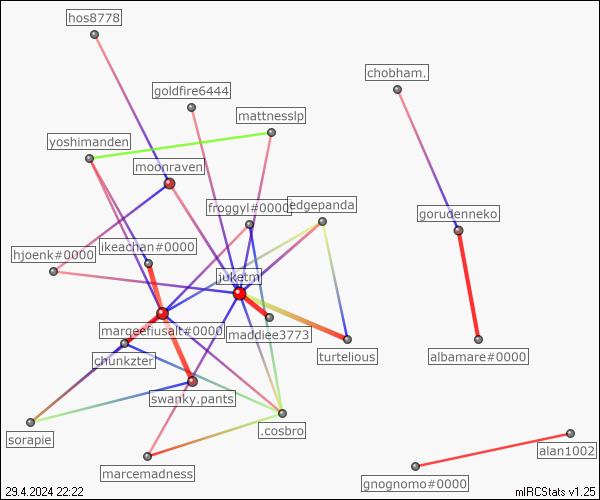 hos8778
chobham.
goldfire6444
mattnesslp
yoshimanden
moonraven
froggyl#0000
edgepanda
gorudenneko
ikeachan#0000
hjoenk#0000
juketm
margeefiusalt#0000
maddiee3773
chunkzter
turtelious
albamare#0000
swanky.pants
sorapie
.cosbro
alan1002
marcemadness
gnognomo#0000
29.4.2024 22:22
mIRCStats v1.25